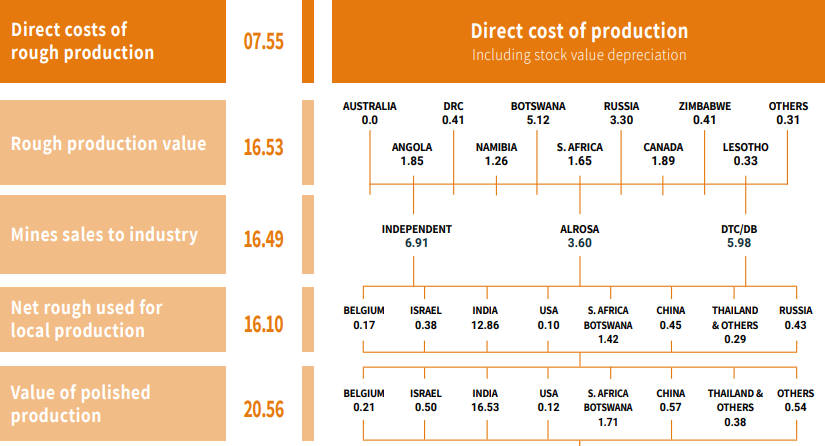 Direct costs of
rough production
07.55
Direct cost of production
Including stock value depreciation
Rough production value
16.53
AUSTRALIA DRC BOTSWANA RUSSIA ZIMBABWE OTHERS
0.0 0.41 5.12 3.30 0.41 0.31
ANGOLA NAMIBIA S. AFRICA CANADA LESOTHO
1.85 1.26 1.65 1.89 0.33
Mines sales to industry
16.49
INDEPENDENT ALROSA DTC/DB
6.91 3.60 5.98
Net rough used for
local production
16.10
BELGIUM ISRAEL INDIA USA S. AFRICA CHINA THAILAND RUSSIA
0.17 0.38 12.86 0.10 BOTSWANA 0.45 & OTHERS 0.43
1.42 0.29
Value of polished
production
20.56
BELGIUM ISRAEL INDIA USA S. AFRICA CHINA THAILAND & OTHERS
0.21 0.50 16.53 0.12 BOTSWANA 0.57 OTHERS 0.54
1.71 0.38